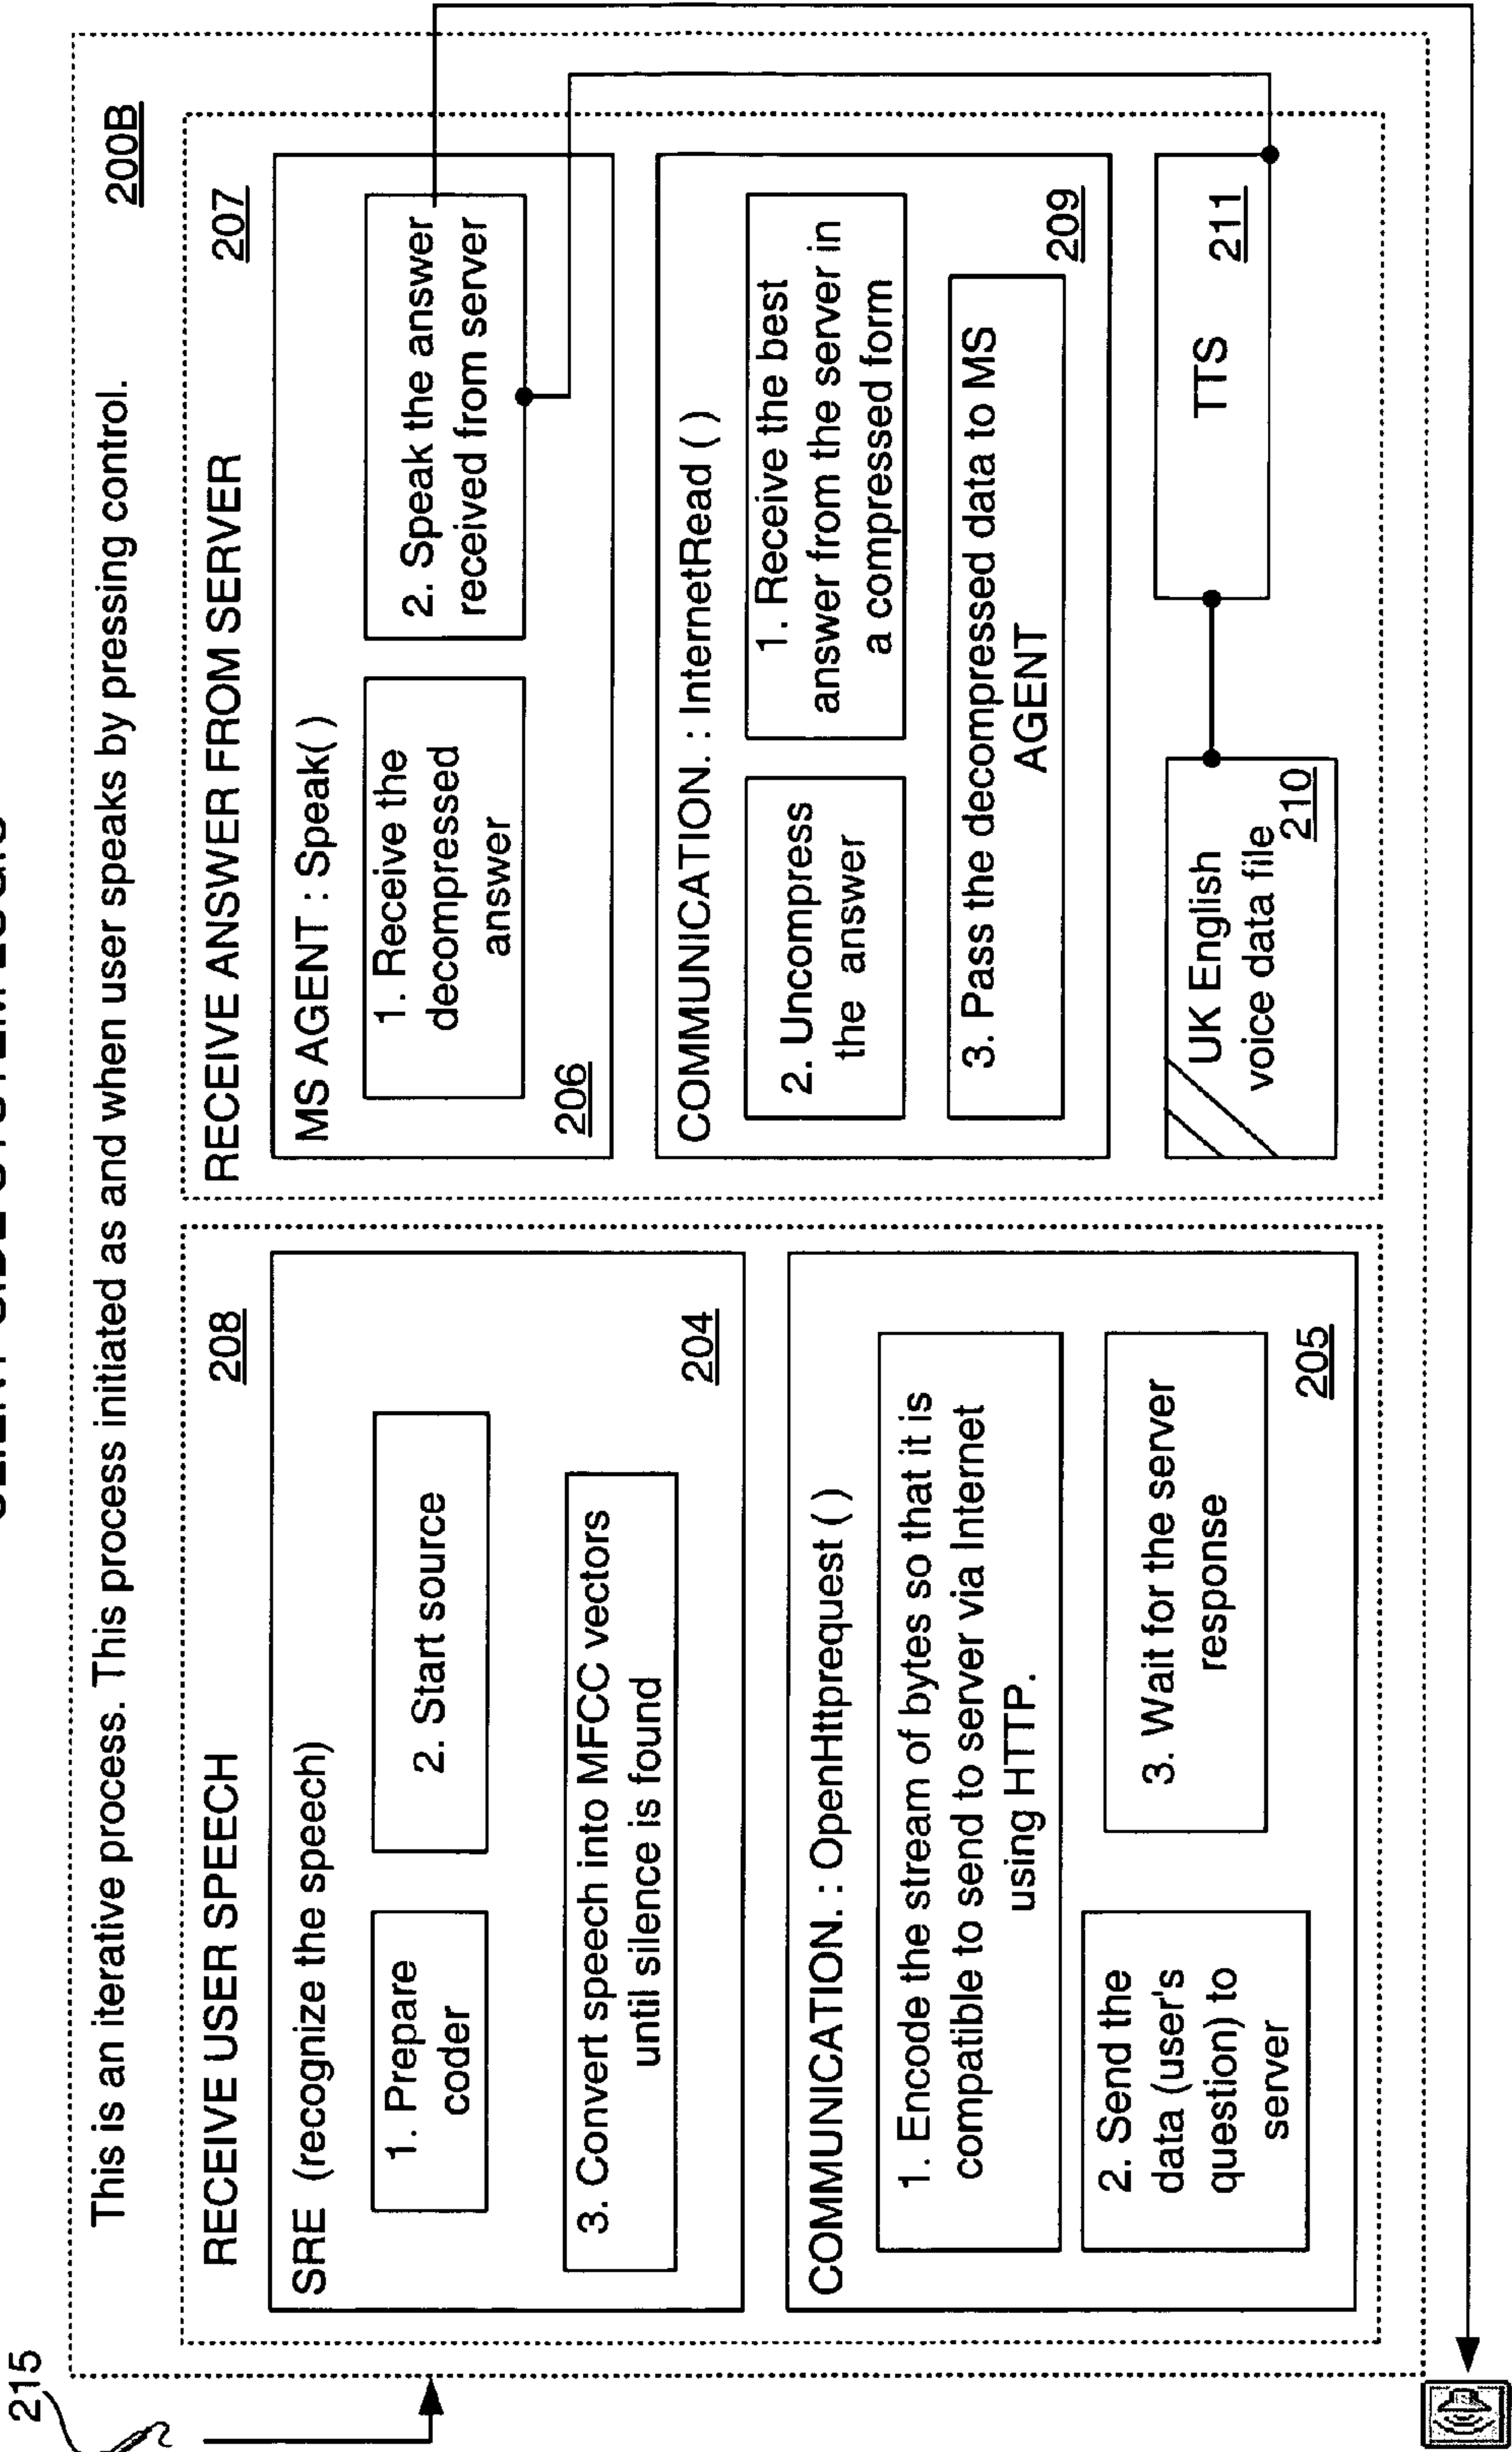 215
This is an iterative process. This process initiated as and when user speaks by pressing control.
200B
RECEIVE USER SPEECH
208
SRE (recognize the speech)
1. Prepare
coder
2. Start source
3. Convert speech into MFCC vectors
until silence is found
204
COMMUNICATION. : OpenHttprequest ( )
1. Encode the stream of bytes so that it is
compatible to send to server via Internet
using HTTP.
2. Send the
data (user's
question) to
server
3. Wait for the server
response
205
RECEIVE ANSWER FROM SERVER
207
MS AGENT : Speak( )
1. Receive the
decompressed
answer
2. Speak the answer
received from server
206
COMMUNICATION. : InternetRead ( )
2. Uncompress
the answer
1. Receive the best
answer from the server in
a compressed form
3. Pass the decompressed data to MS
AGENT
209
UK English
voice data file
210
TTS
211